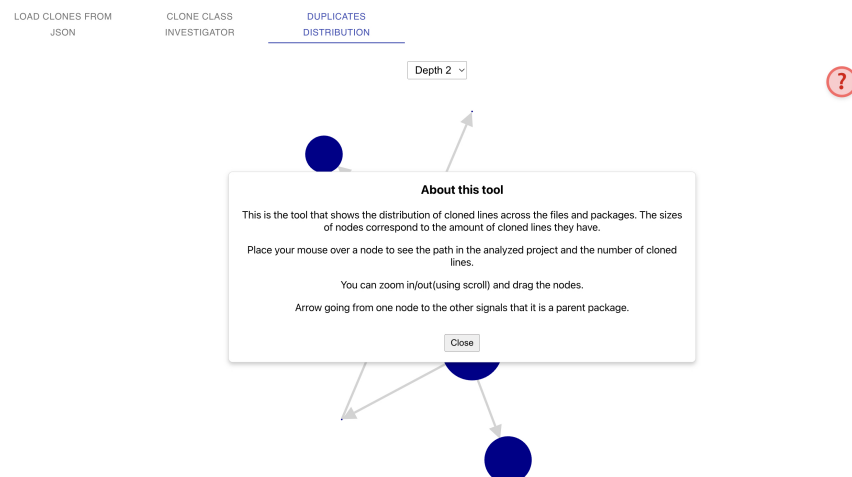 LOAD CLONES FROM
JSON
CLONE CLASS
INVESTIGATOR
DUPLICATES
DISTRIBUTION
Depth 2
?
About this tool
This is the tool that shows the distribution of cloned lines across the files and packages. The sizes
of nodes correspond to the amount of cloned lines they have.
Place your mouse over a node to see the path in the analyzed project and the number of cloned
lines.
You can zoom in/out(using scroll) and drag the nodes.
Arrow going from one node to the other signals that it is a parent package.
Close